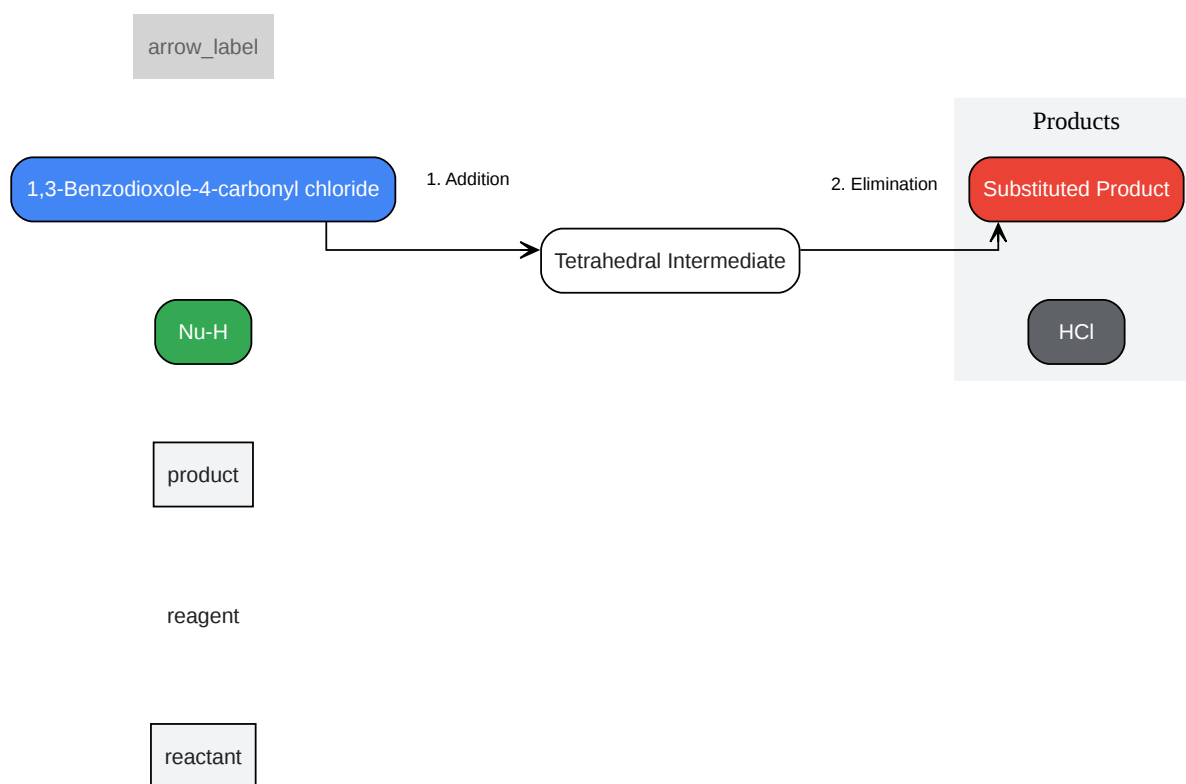 arrow_label
Products
1,3-Benzodioxole-4-carbonyl chloride
1. Addition
2. Elimination
Substituted Product
Tetrahedral Intermediate
Nu-H
HCl
product
reagent
reactant